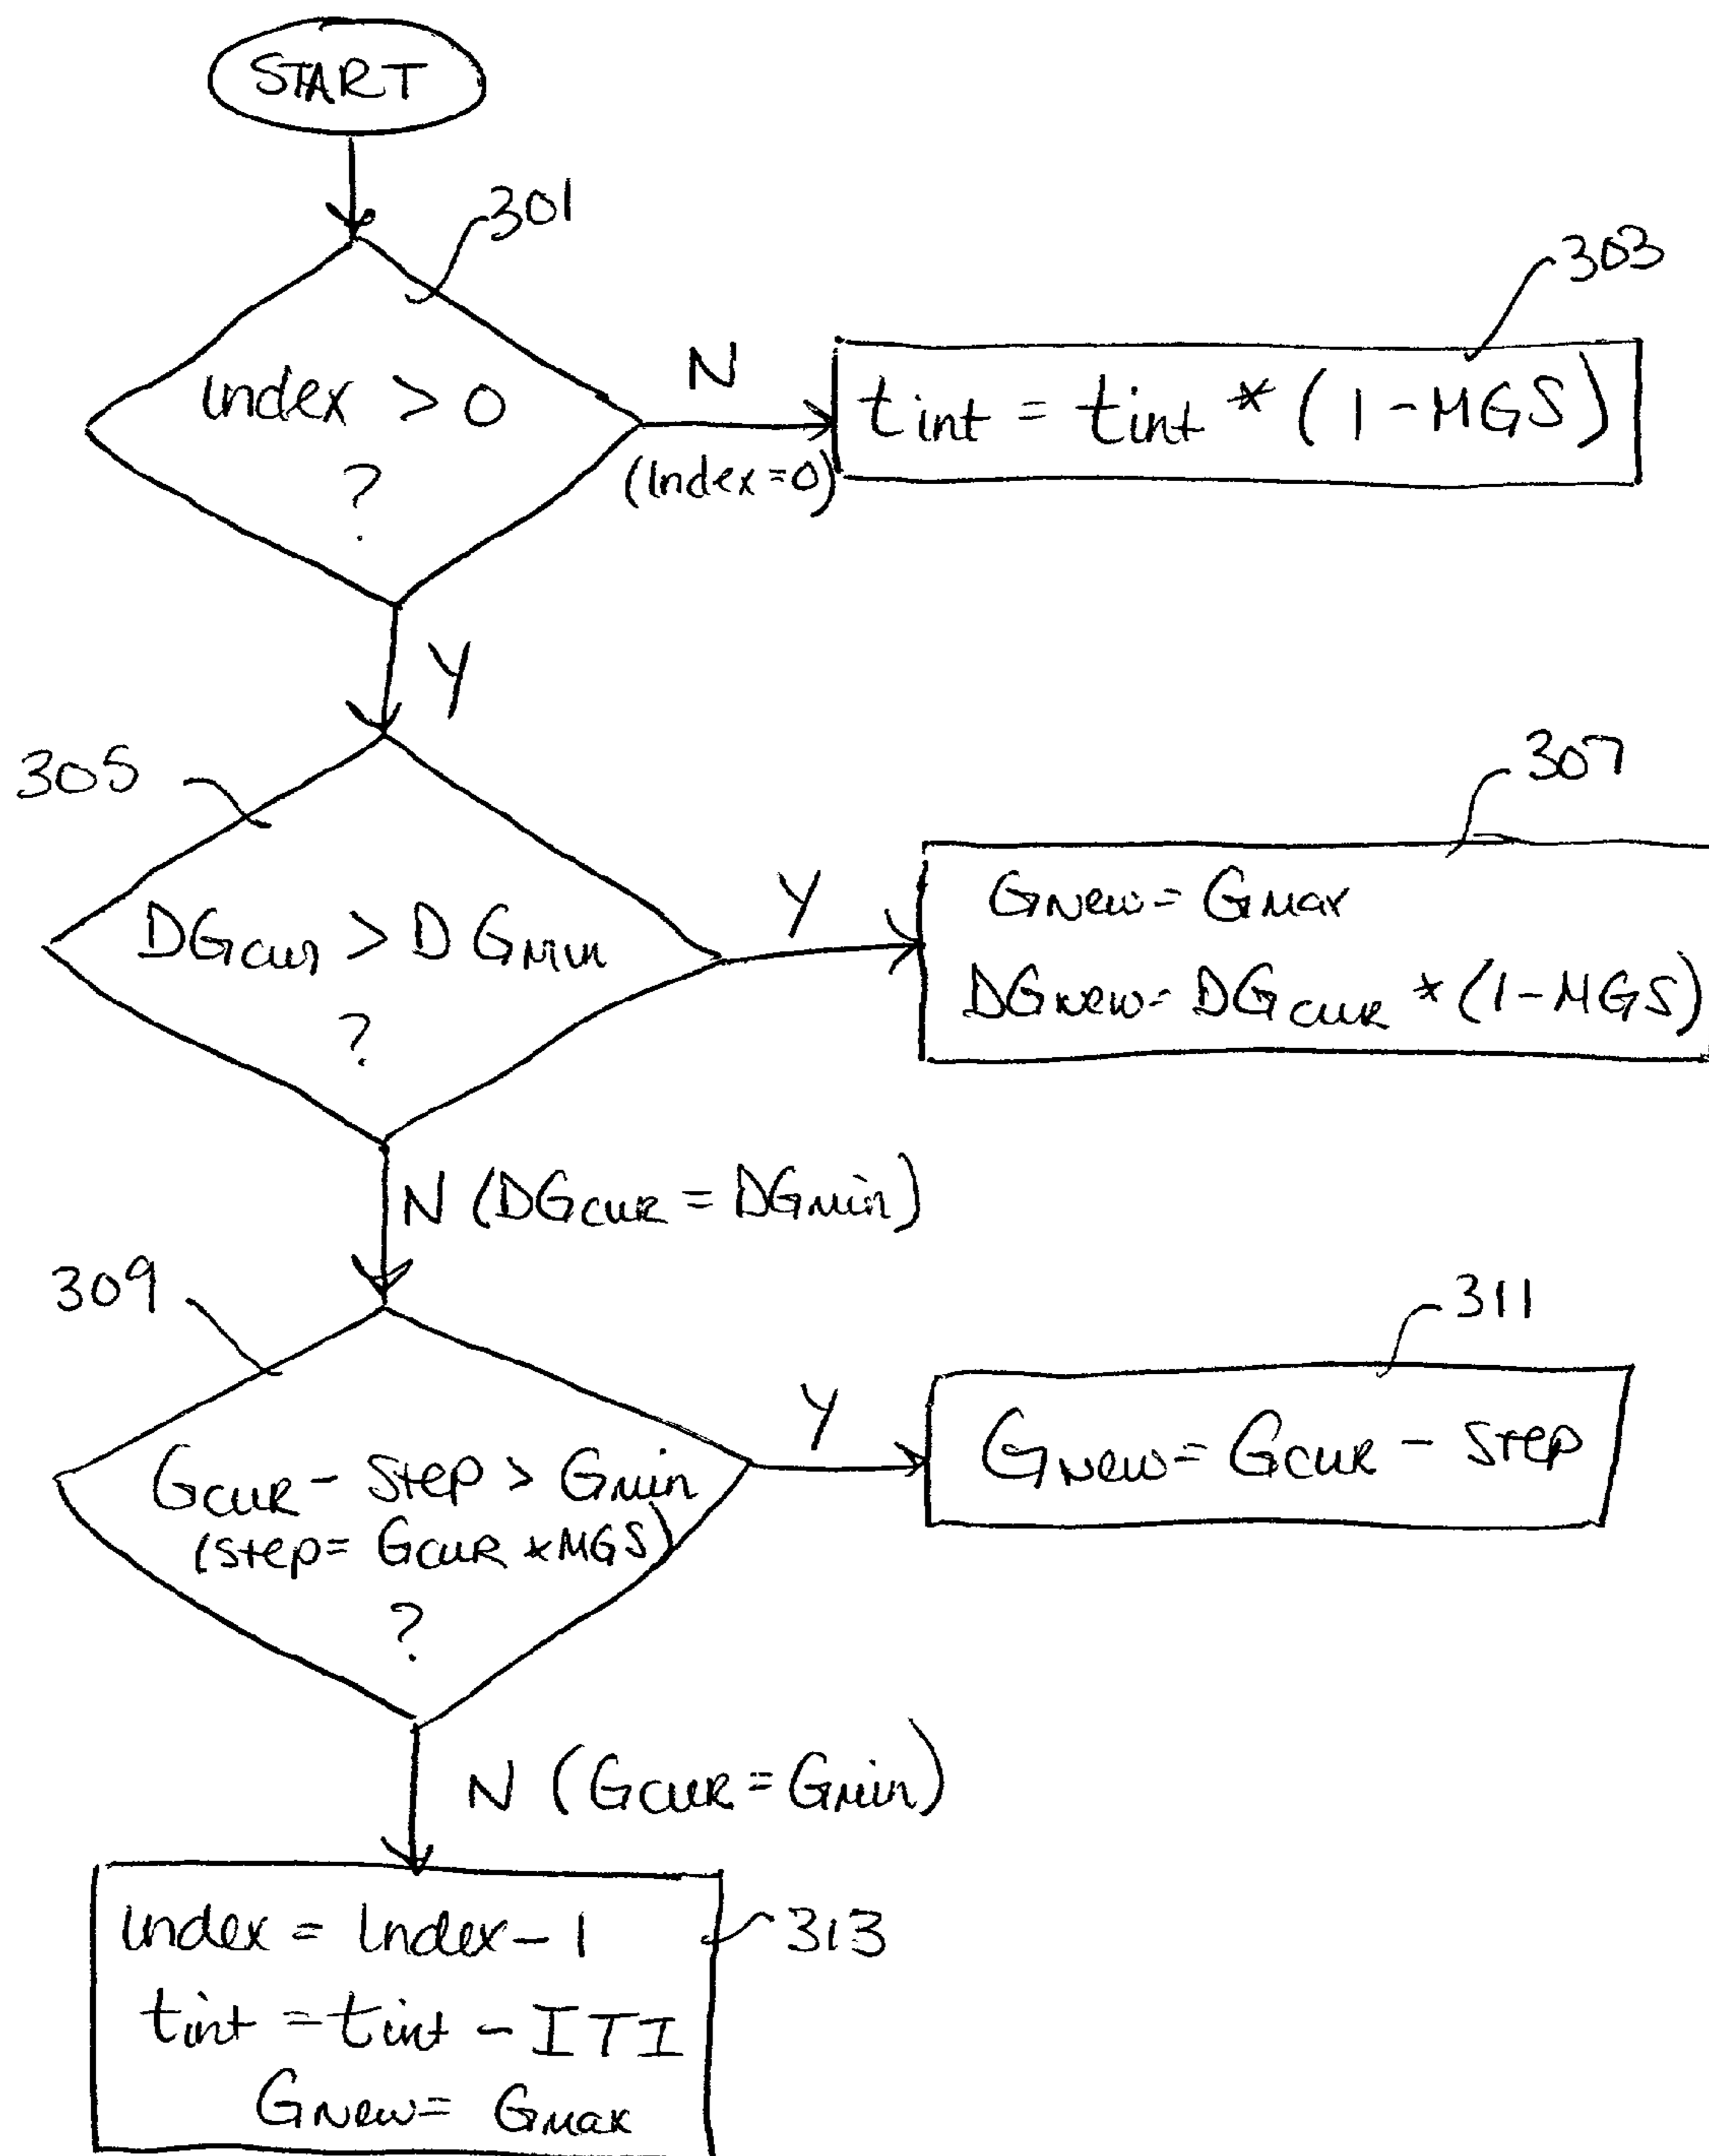 START
301
303
Index > 0
?
N
(Index=0)
tint = tint * (1-MGS)
Y
305
307
DGcur > DGmin
?
Y
GNew= GMax
DGNew= DGcur * (1-MGS)
N (DGcur = DGmin)
309
311
Gcur - Step > Gmin
(step= Gcur *MGS)
?
Y
GNew= Gcur - Step
N (Gcur = Gmin)
Index = Index-1
313
tint = tint - ITI
GNew= Gmax